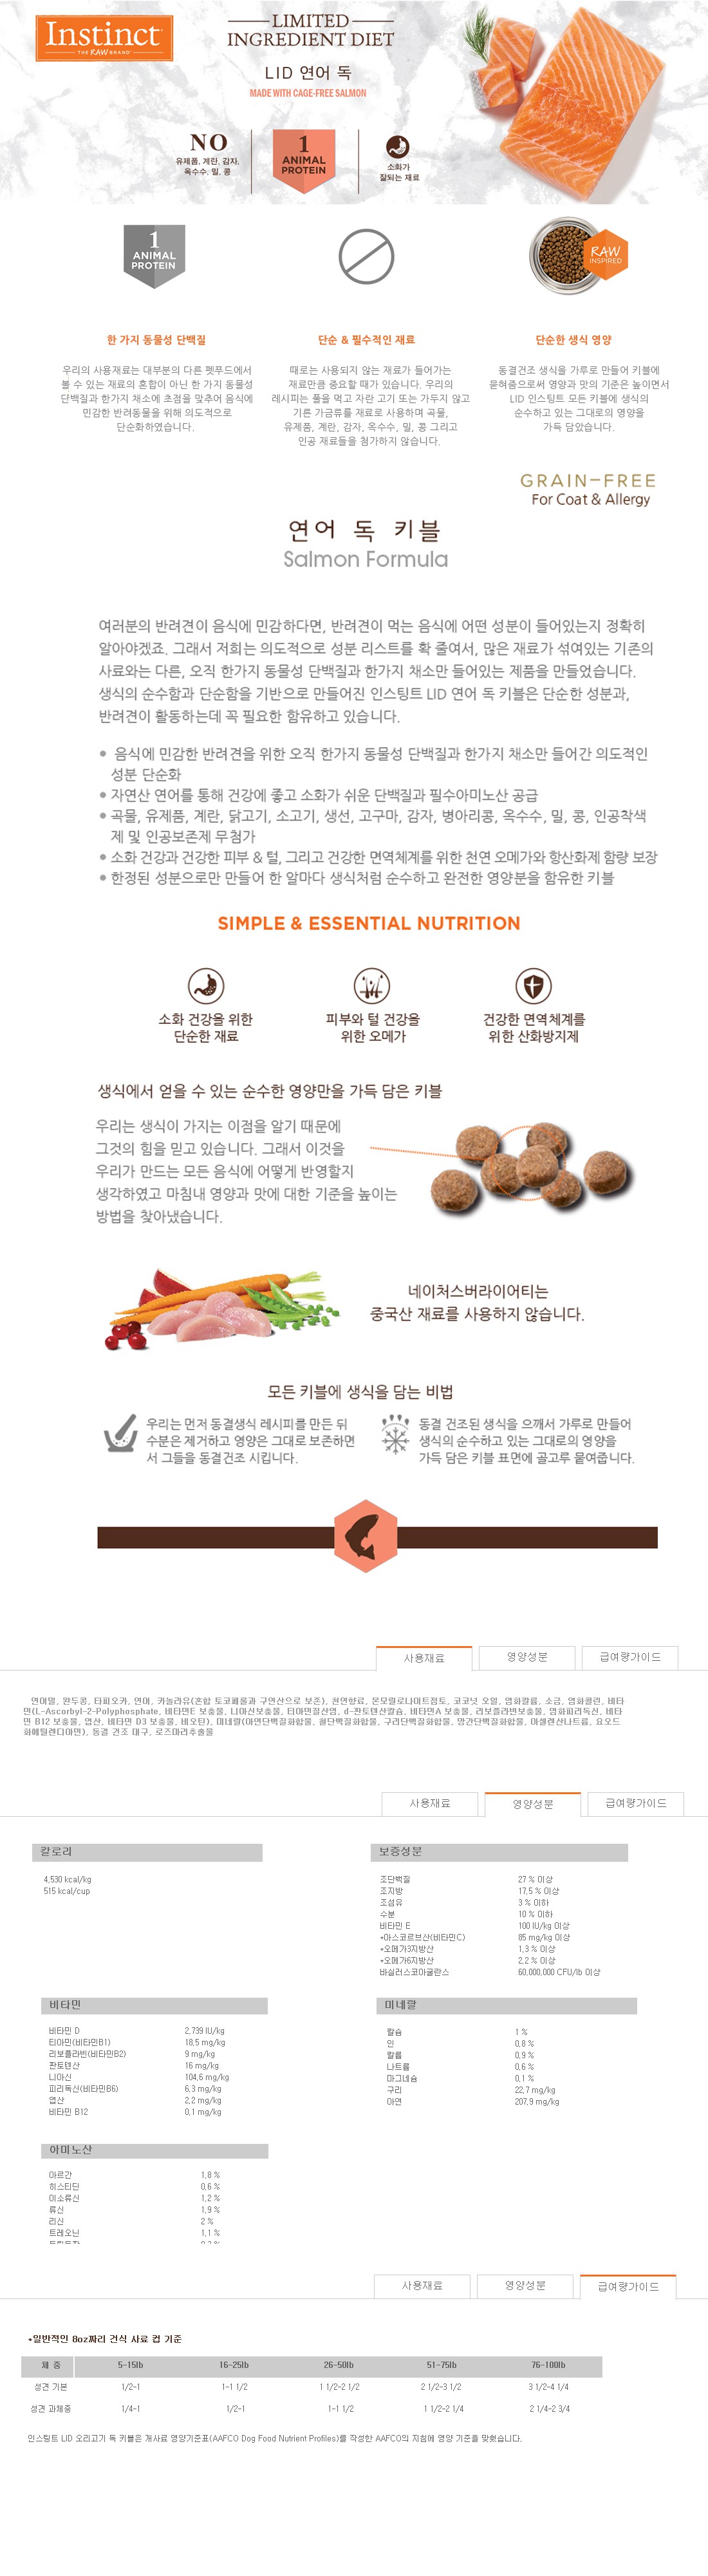 Instinct
THE RAW BRAND
LIMITED
INGREDIENT DIET
LID 연어 독
MADE WITH CAGE-FREE SALMON
NO
유제품, 계란, 감자,
옥수수, 밀, 콩
1
ANIMAL
PROTEIN
소화가
잘되는 재료
1
ANIMAL
PROTEIN
RAW
INSPIRED
한 가지 동물성 단백질
우리의 사용재료는 대부분의 다른 펫푸드에서
볼 수 있는 재료의 혼합이 아닌 한 가지 동물성
단백질과 한가지 채소에 초점을 맞추어 음식에
민감한 반려동물을 위해 의도적으로
단순화하였습니다.
단순 & 필수적인 재료
때로는 사용되지 않는 재료가 들어가는
재료만큼 중요할 때가 있습니다. 우리의
레시피는 풀을 먹고 자란 고기 또는 가두지 않고
기른 가금류를 재료로 사용하며 곡물,
유제품, 계란, 감자, 옥수수, 밀, 콩 그리고
인공 재료들을 첨가하지 않습니다.
단순한 생식 영양
동결건조 생식을 가루로 만들어 키블에
묻혀줌으로써 영양과 맛의 기준은 높이면서
LID 인스팅트 모든 키블에 생식의
순수하고 있는 그대로의 영양을
가득 담았습니다.
GRAIN-FREE
For Coat & Allergy
연어 독 키블
Salmon Formula
여러분의 반려견이 음식에 민감하다면, 반려견이 먹는 음식에 어떤 성분이 들어있는지 정확히
알아야겠죠. 그래서 저희는 의도적으로 성분 리스트를 확 줄여서, 많은 재료가 섞여있는 기존의
사료와는 다른, 오직 한가지 동물성 단백질과 한가지 채소만 들어있는 제품을 만들었습니다.
생식의 순수함과 단순함을 기반으로 만들어진 인스팅트 LID 연어 독 키블은 단순한 성분과,
반려견이 활동하는데 꼭 필요한 함유하고 있습니다.
• 음식에 민감한 반려견을 위한 오직 한가지 동물성 단백질과 한가지 채소만 들어간 의도적인
성분 단순화
• 자연산 연어를 통해 건강에 좋고 소화가 쉬운 단백질과 필수아미노산 공급
• 곡물, 유제품, 계란, 닭고기, 소고기, 생선, 고구마, 감자, 병아리콩, 옥수수, 밀, 콩, 인공착색
제 및 인공보존제 무첨가
• 소화 건강과 건강한 피부 & 털, 그리고 건강한 면역체계를 위한 천연 오메가와 항산화제 함량 보장
• 한정된 성분으로만 만들어 한 알마다 생식처럼 순수하고 완전한 영양분을 함유한 키블
SIMPLE & ESSENTIAL NUTRITION
소화 건강을 위한
단순한 재료
피부와 털 건강을
위한 오메가
건강한 면역체계를
위한 산화방지제
생식에서 얻을 수 있는 순수한 영양만을 가득 담은 키블
우리는 생식이 가지는 이점을 알기 때문에
그것의 힘을 믿고 있습니다. 그래서 이것을
우리가 만드는 모든 음식에 어떻게 반영할지
생각하였고 마침내 영양과 맛에 대한 기준을 높이는
방법을 찾아냈습니다.
네이처스버라이어티는
중국산 재료를 사용하지 않습니다.
모든 키블에 생식을 담는 비법
우리는 먼저 동결생식 레시피를 만든 뒤
수분은 제거하고 영양은 그대로 보존하면
서 그들을 동결건조 시킵니다.
동결 건조된 생식을 으깨서 가루로 만들어
생식의 순수하고 있는 그대로의 영양을
가득 담은 키블 표면에 골고루 뿌여줍니다.
사용재료 영양성분 급여량가이드
연어밀, 완두콩, 타피오카, 연어, 카놀라유(혼합 토코페롤과 구연산으로 보존), 천연향료, 몬모릴로나이트점토, 코코넛 오일, 염화칼륨, 소금, 염화콜린, 비타
민(L-Ascorbyl-2-Polyphosphate, 비타민E 보충물, 니아신보충물, 티아민질산염, d-판토텐산칼슘, 비타민A 보충물, 리보플라빈보충물, 염화피리독신, 비타
민 B12 보충물, 엽산, 비타민 D3 보충물, 비오틴), 미네랄(아연단백질화합물, 철단백질화합물, 구리단백질화합물, 망간단백질화합물, 아셀렌산나트륨, 요오드
화에틸렌디아민), 동결 건조 대구, 로즈마리추출물
사용재료 영양성분 급여량가이드
칼로리
4,530 kcal/kg
515 kcal/cup
보증성분
조단백질 27 % 이상
조지방 17.5 % 이상
조섬유 3 % 이하
수분 10 % 이하
비타민 E 100 IU/kg 이상
*아스코르브산(비타민C) 85 mg/kg 이상
*오메가3지방산 1.3 % 이상
*오메가6지방산 2.2 % 이상
바실러스코아귤란스 60,000,000 CFU/lb 이상
비타민
비타민 D 2,739 IU/kg
티아민(비타민B1) 18.5 mg/kg
리보플라빈(비타민B2) 9 mg/kg
판토텐산 16 mg/kg
니아신 104.6 mg/kg
피리독신(비타민B6) 6.3 mg/kg
엽산 2.2 mg/kg
비타민 B12 0.1 mg/kg
미네랄
칼슘 1 %
인 0.8 %
칼륨 0.9 %
나트륨 0.6 %
마그네슘 0.1 %
구리 22.7 mg/kg
아연 207.9 mg/kg
아미노산
아르간 1.8 %
히스티딘 0.6 %
이소류신 1.2 %
류신 1.9 %
리신 2 %
트레오닌 1.1 %
사용재료 영양성분 급여량가이드
*일반적인 8oz짜리 건식 사료 컵 기준
체 중 5-15lb 16-25lb 26-50lb 51-75lb 76-100lb
성견 기본 1/2-1 1-1 1/2 1 1/2-2 1/2 2 1/2-3 1/2 3 1/2-4 1/4
성견 과체중 1/4-1 1/2-1 1-1 1/2 1 1/2-2 1/4 2 1/4-2 3/4
인스팅트 LID 오리고기 독 키블은 개사료 영양기준표(AAFCO Dog Food Nutrient Profiles)를 작성한 AAFCO의 지침에 영양 기준을 맞췄습니다.